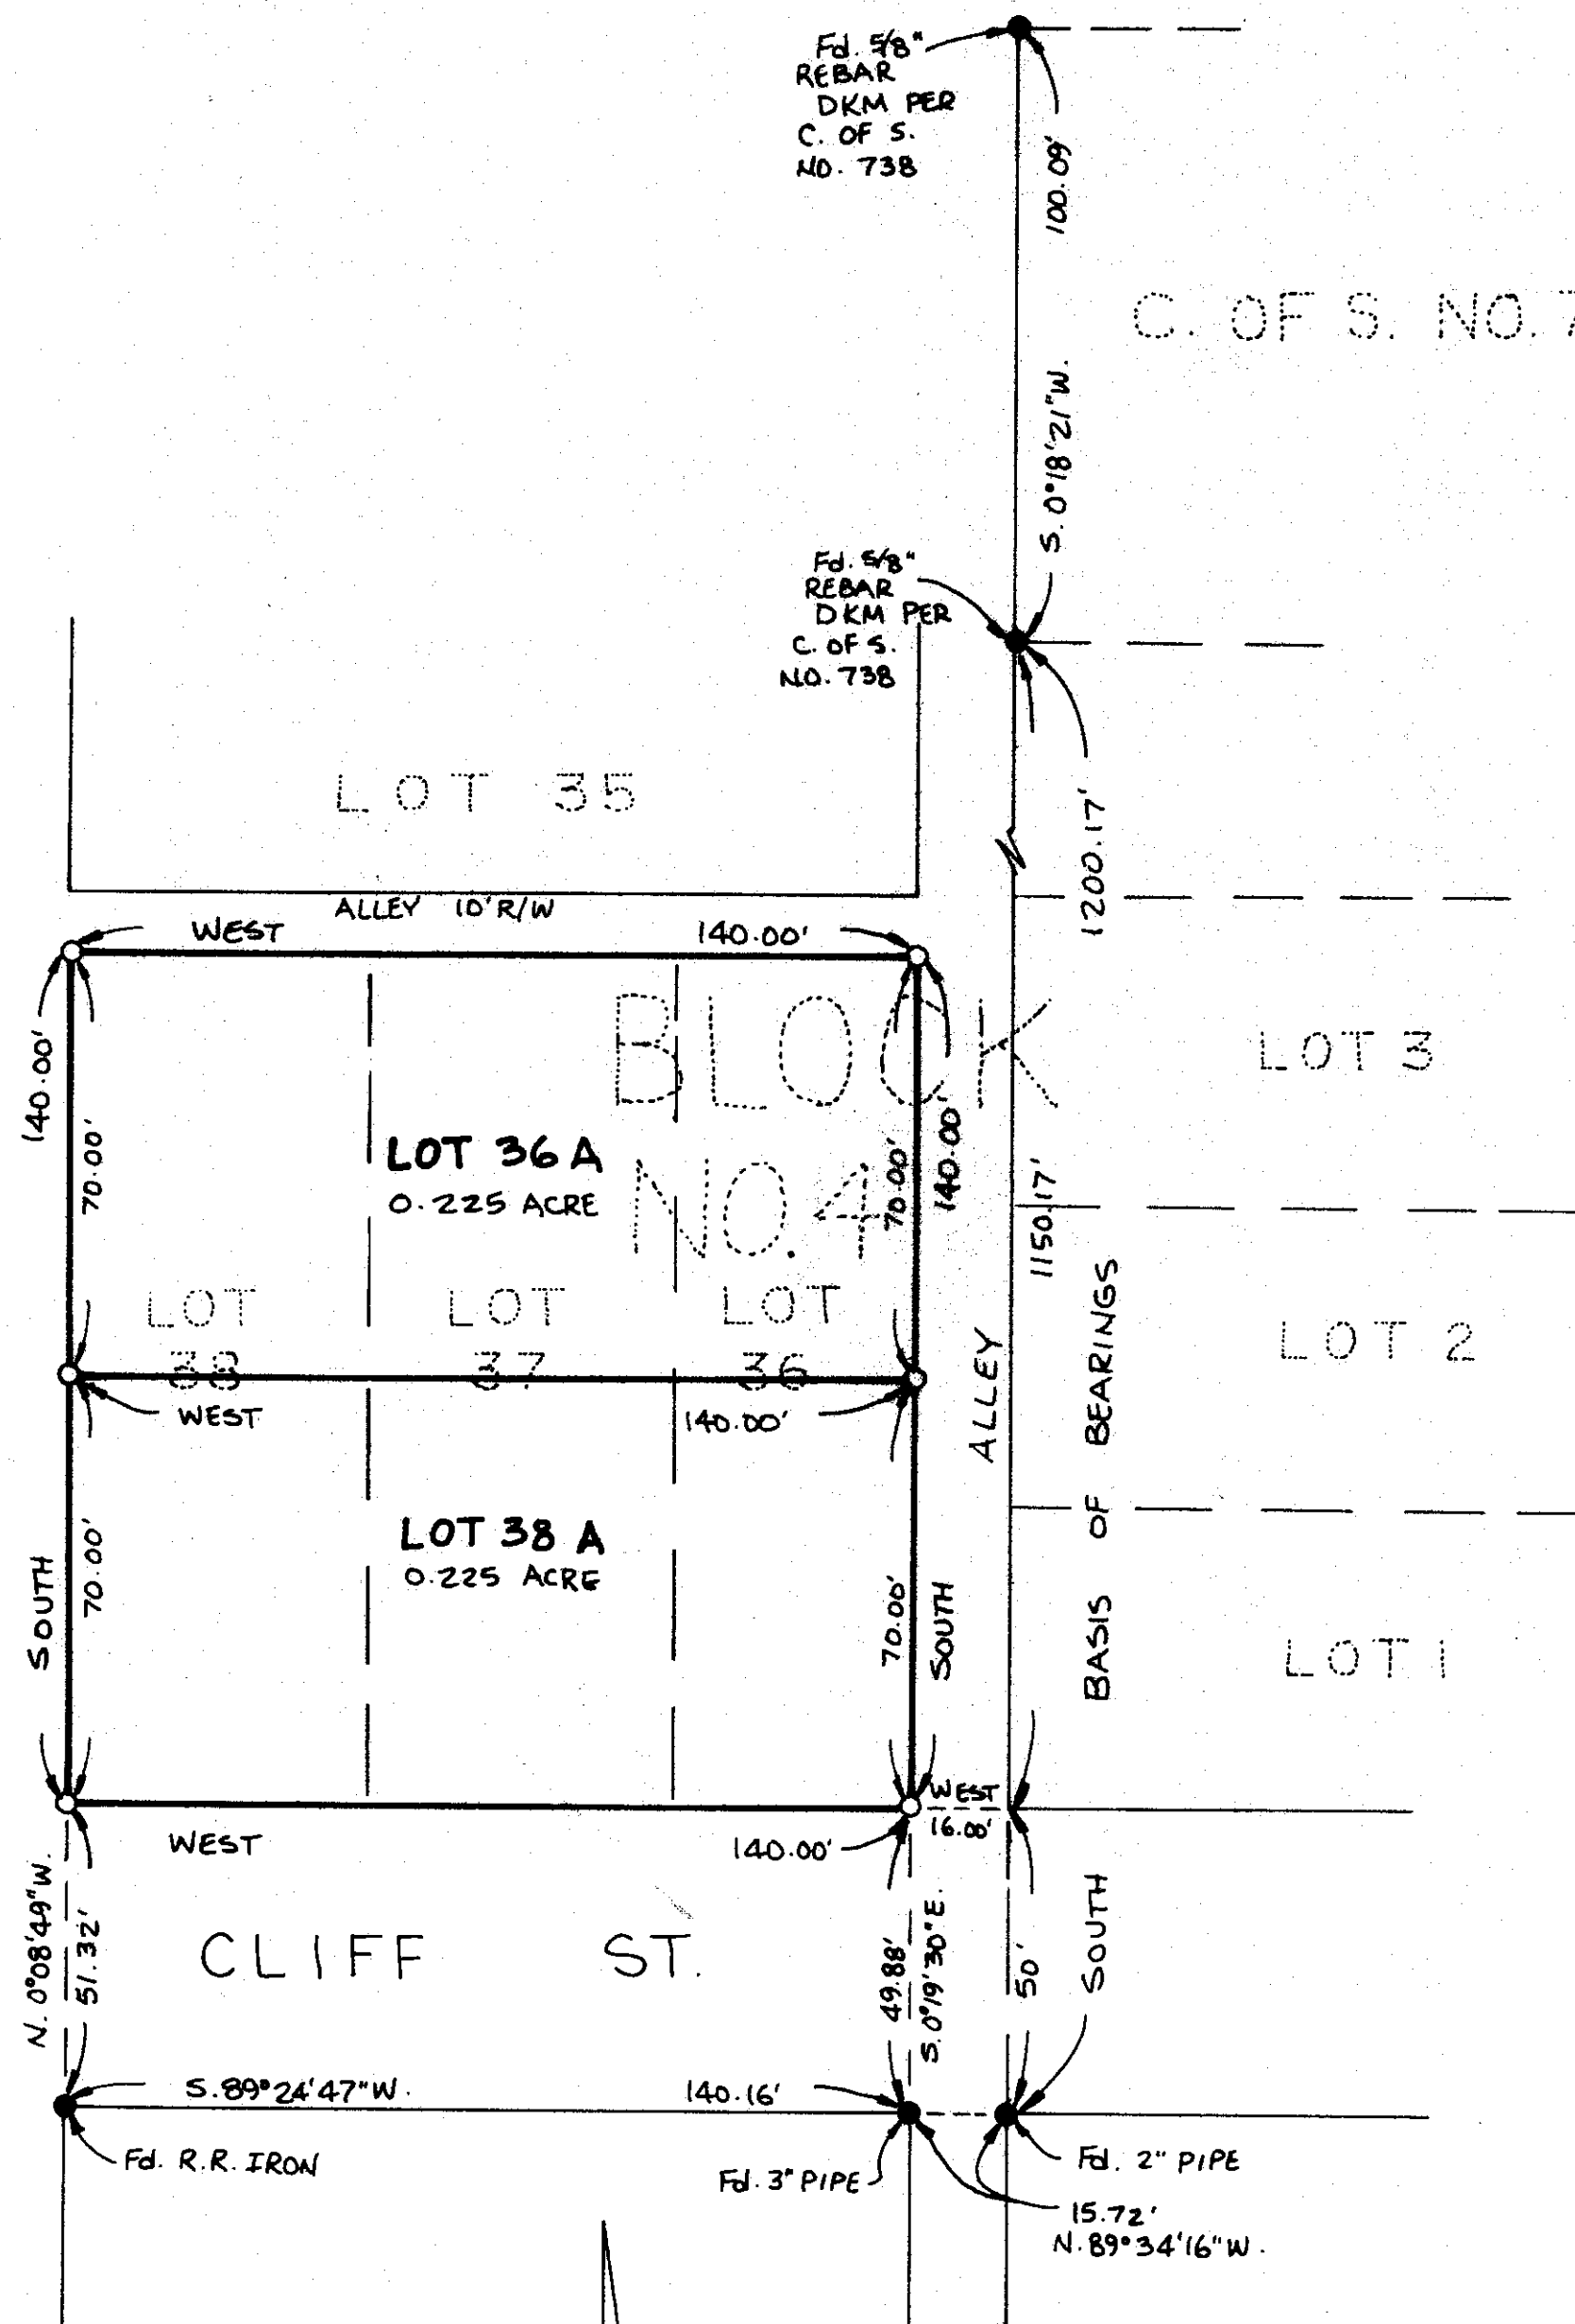 Fd. 5/8"
REBAR
DKM PER
C. OF S.
NO. 738
100.09'
C. OF S. NO. 7
S. 0°18'21"W.
Fd. 5/8"
REBAR
DKM PER
C. OF S.
NO. 738
1200.17'
LOT 35
ALLEY 10' R/W
WEST
140.00'
BLOCK
NO. 4
140.00'
70.00'
LOT 36 A
0.225 ACRE
70.00'
140.00'
LOT 3
1150.17'
LOT
38
LOT
37
LOT
36
WEST
140.00'
ALLEY
BASIS OF BEARINGS
LOT 2
LOT 38 A
0.225 ACRE
SOUTH
70.00'
70.00'
SOUTH
LOT 1
WEST
16.00'
WEST
140.00'
N. 0°08'49"W.
51.32'
CLIFF ST.
49.88'
S. 0°19'30"E.
50'
SOUTH
S. 89°24'47"W.
140.16'
Fd. R.R. IRON
Fd. 3" PIPE
Fd. 2" PIPE
15.72'
N. 89°34'16"W.